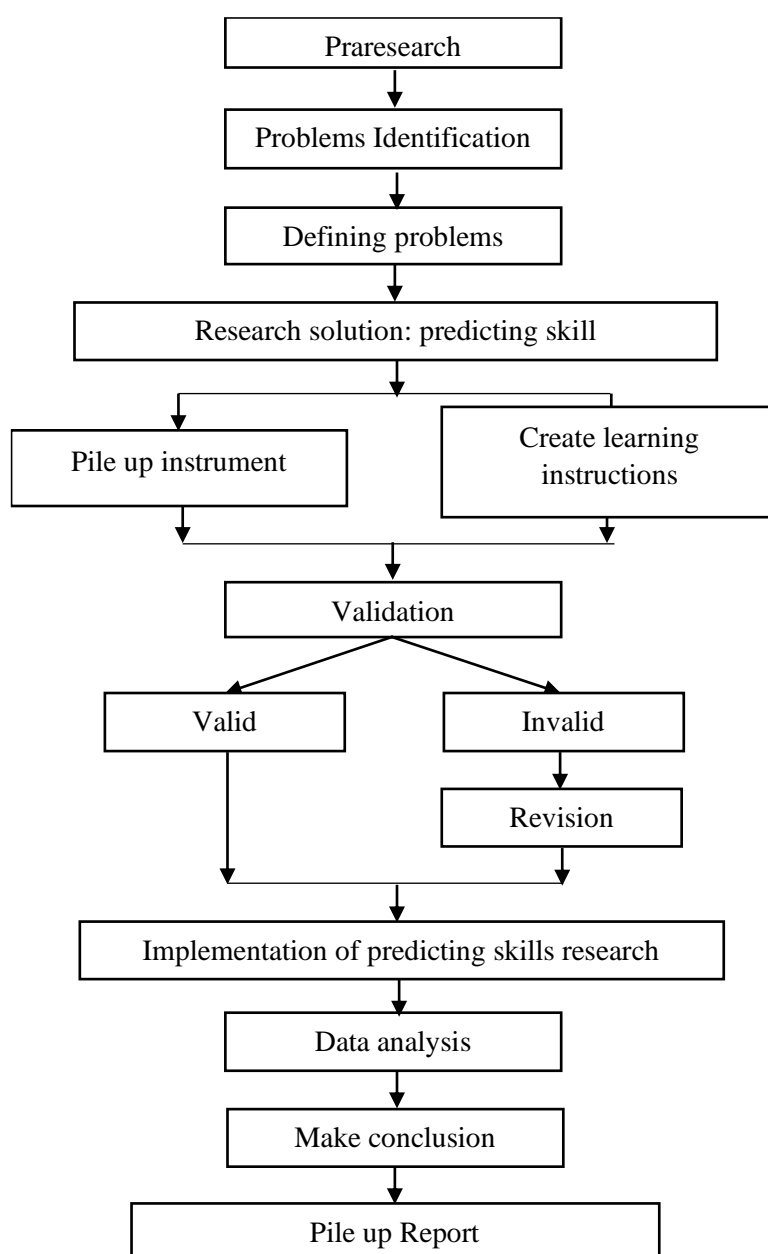 Praresearch
Problems Identification
Defining problems
Research solution: predicting skill
Pile up instrument
Create learning
instructions
Validation
Valid
Invalid
Revision
Implementation of predicting skills research
Data analysis
Make conclusion
Pile up Report